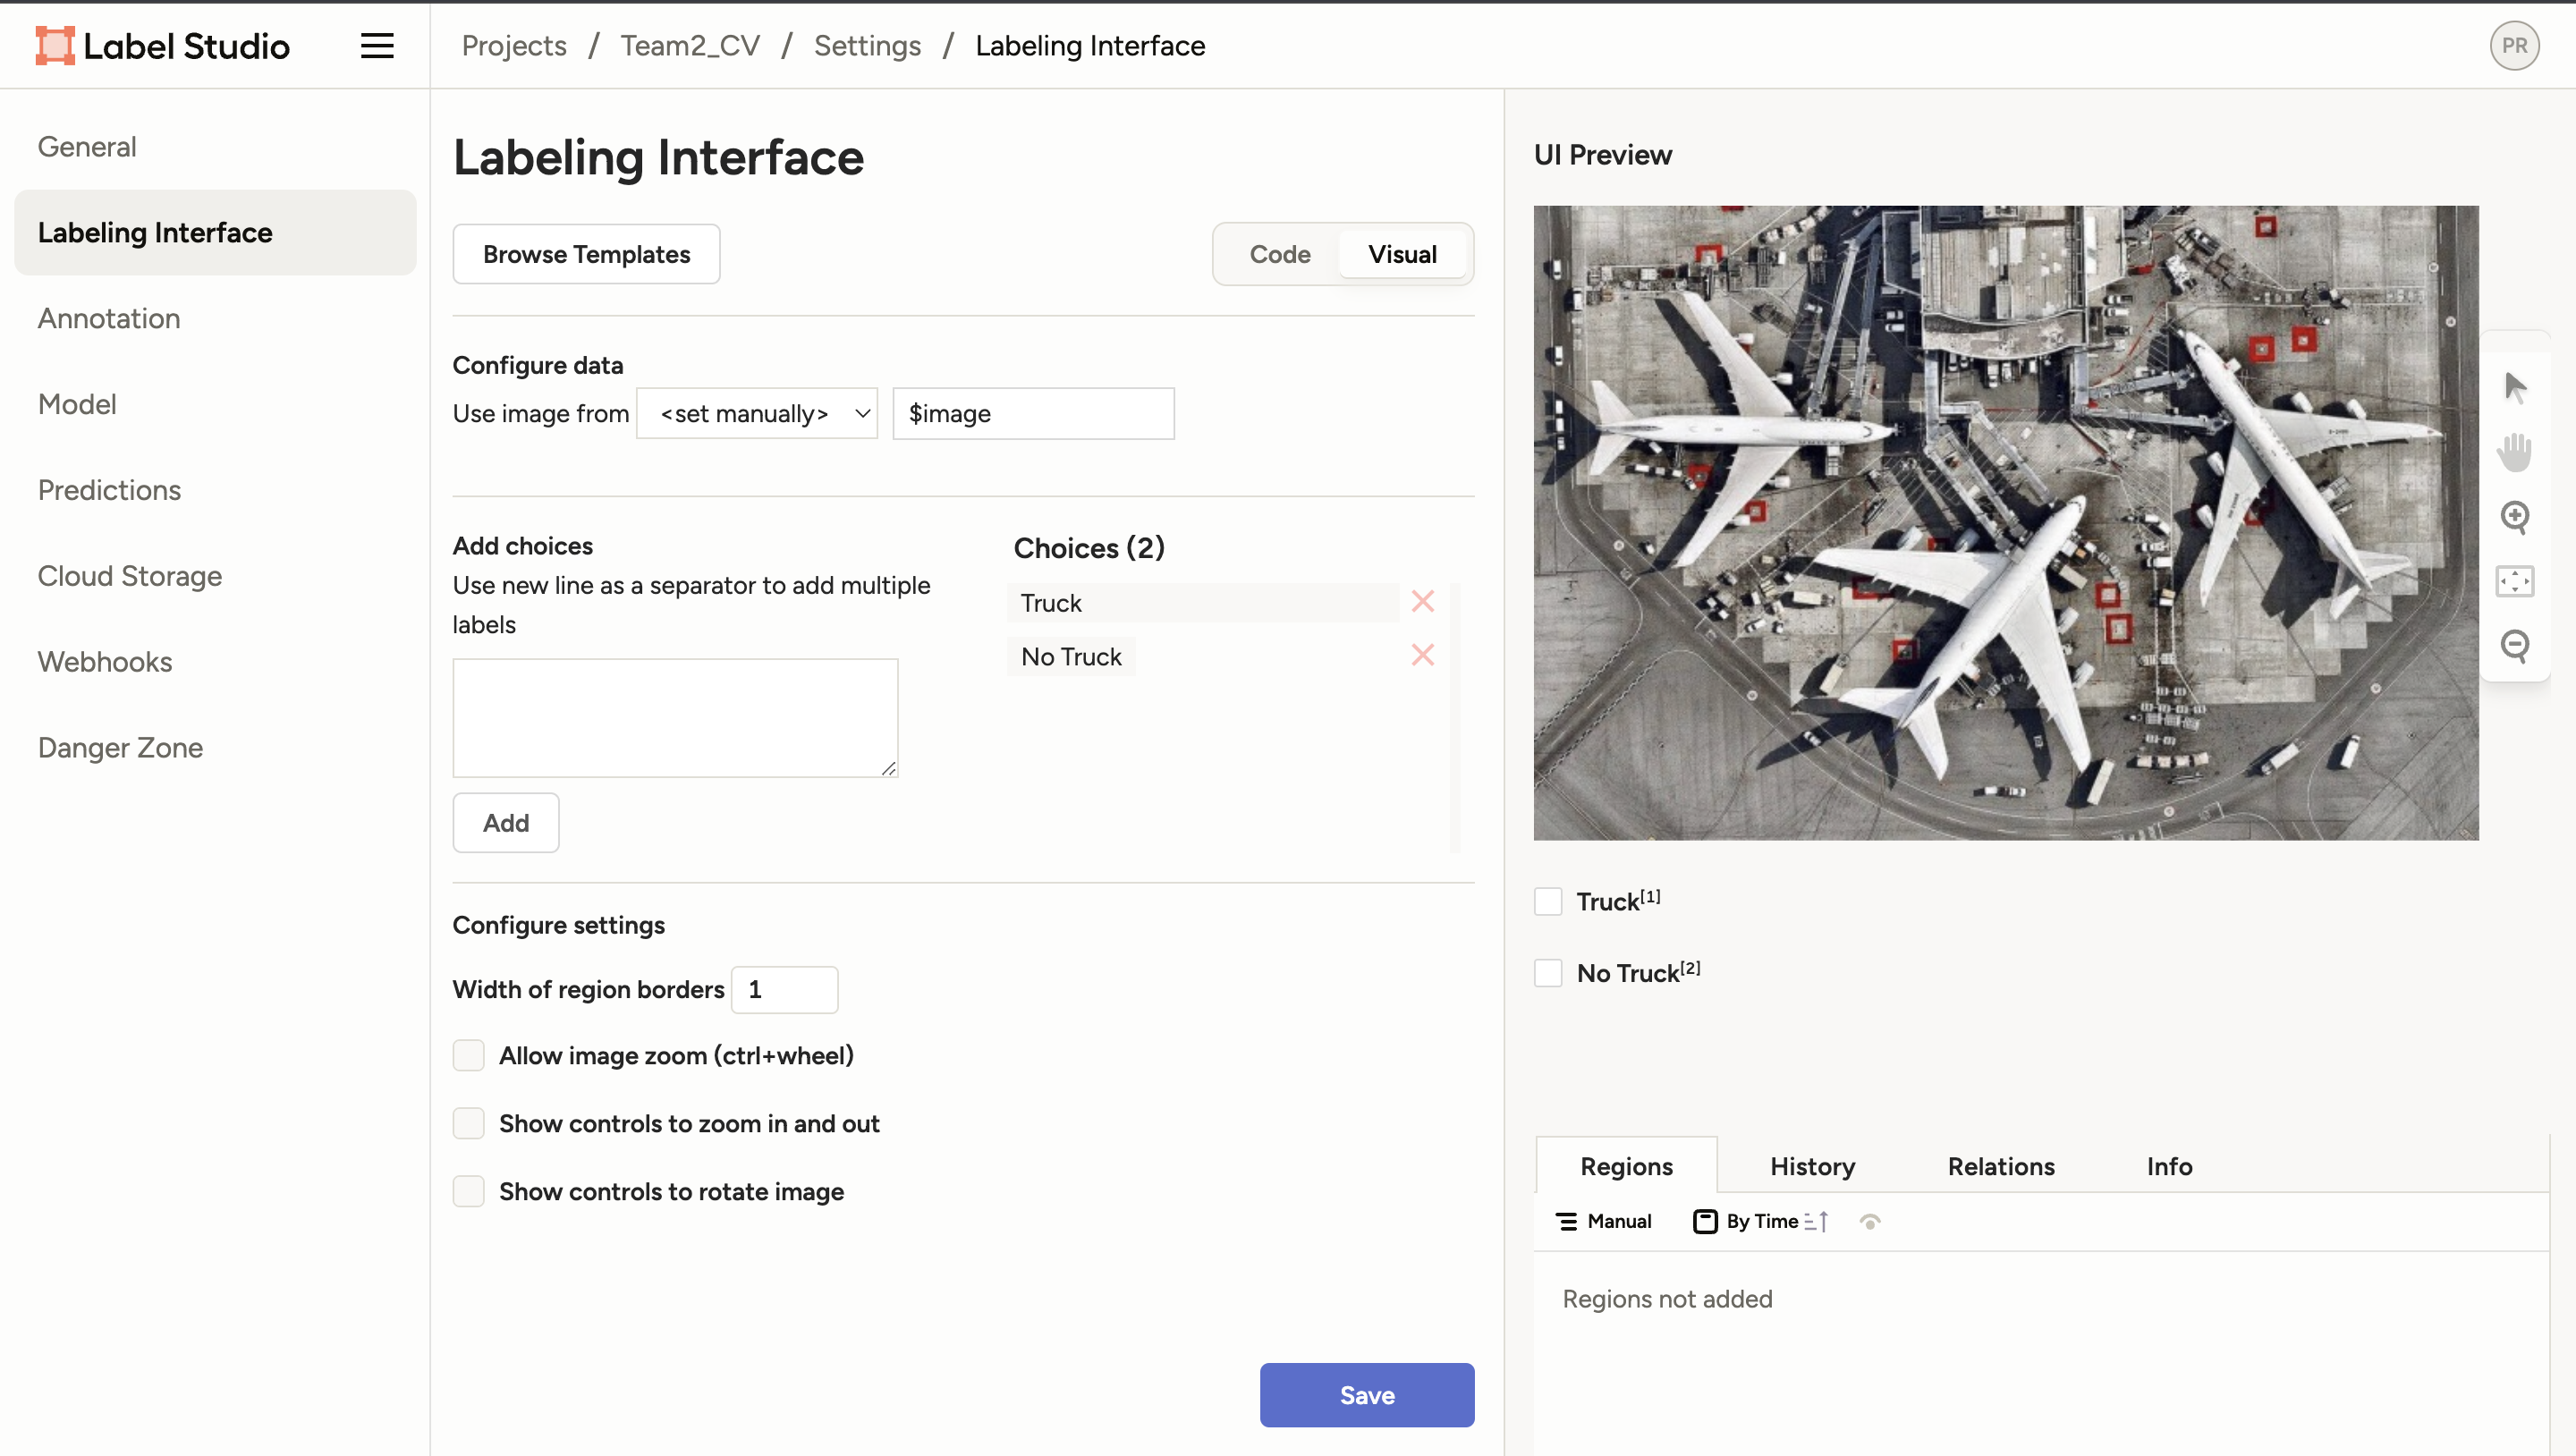 Label Studio
Projects / Team2_CV / Settings / Labeling Interface
PR
General
Labeling Interface
Annotation
Model
Predictions
Cloud Storage
Webhooks
Danger Zone
Labeling Interface
Browse Templates
Code
Visual
Configure data
Use image from <set manually> $image
Add choices
Use new line as a separator to add multiple
labels
Add
Choices (2)
Truck
No Truck
Configure settings
Width of region borders 1
Allow image zoom (ctrl+wheel)
Show controls to zoom in and out
Show controls to rotate image
Save
UI Preview
Truck[1]
No Truck[2]
Regions
History
Relations
Info
Manual
By Time
Regions not added